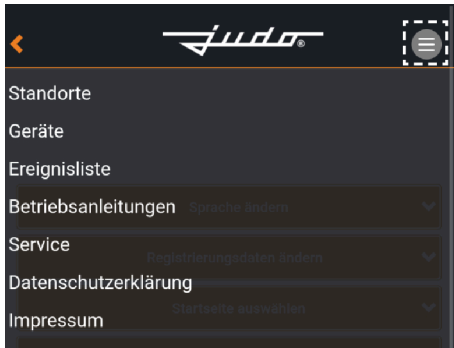 judo®
Standorte
Geräte
Ereignisliste
Betriebsanleitungen Sprache ändern
Service
Registrierungsdaten ändern
Datenschutzerklärung
Startseite auswählen
Impressum